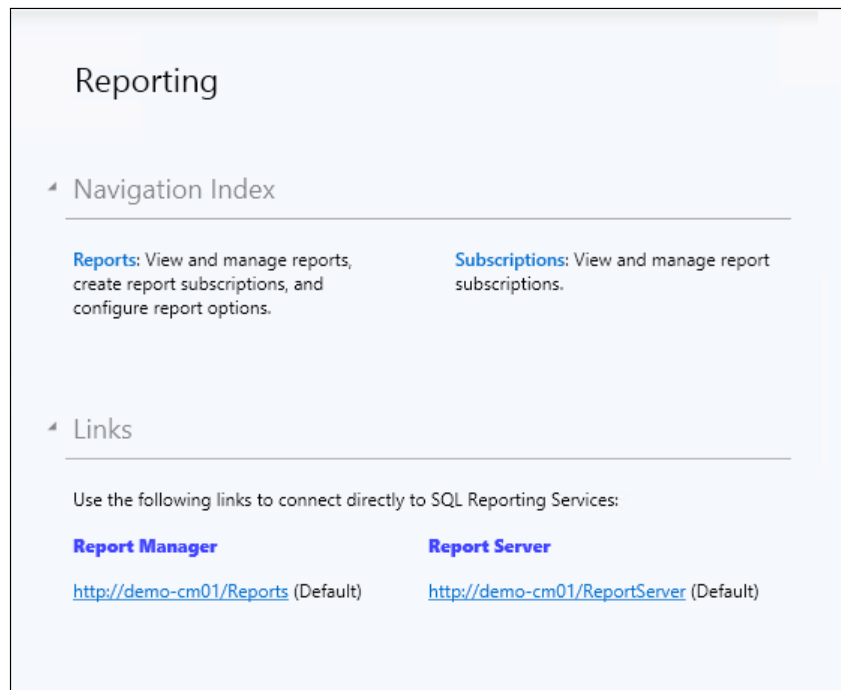 Reporting
Navigation Index
Reports: View and manage reports,
create report subscriptions, and
configure report options.
Subscriptions: View and manage report
subscriptions.
Links
Use the following links to connect directly to SQL Reporting Services:
Report Manager
http://demo-cm01/Reports (Default)
Report Server
http://demo-cm01/ReportServer (Default)